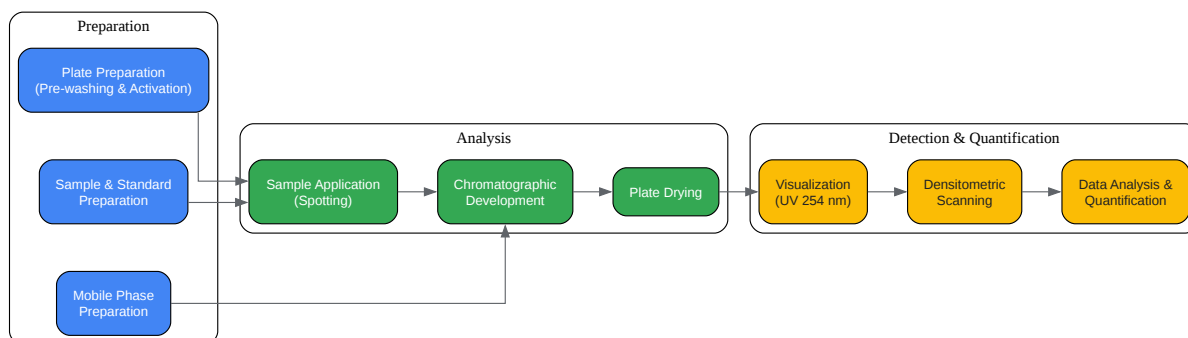 Preparation
Plate Preparation
(Pre-washing & Activation)
Sample & Standard
Preparation
Mobile Phase
Preparation
Analysis
Sample Application
(Spotting)
Chromatographic
Development
Plate Drying
Detection & Quantification
Visualization
(UV 254 nm)
Densitometric
Scanning
Data Analysis &
Quantification